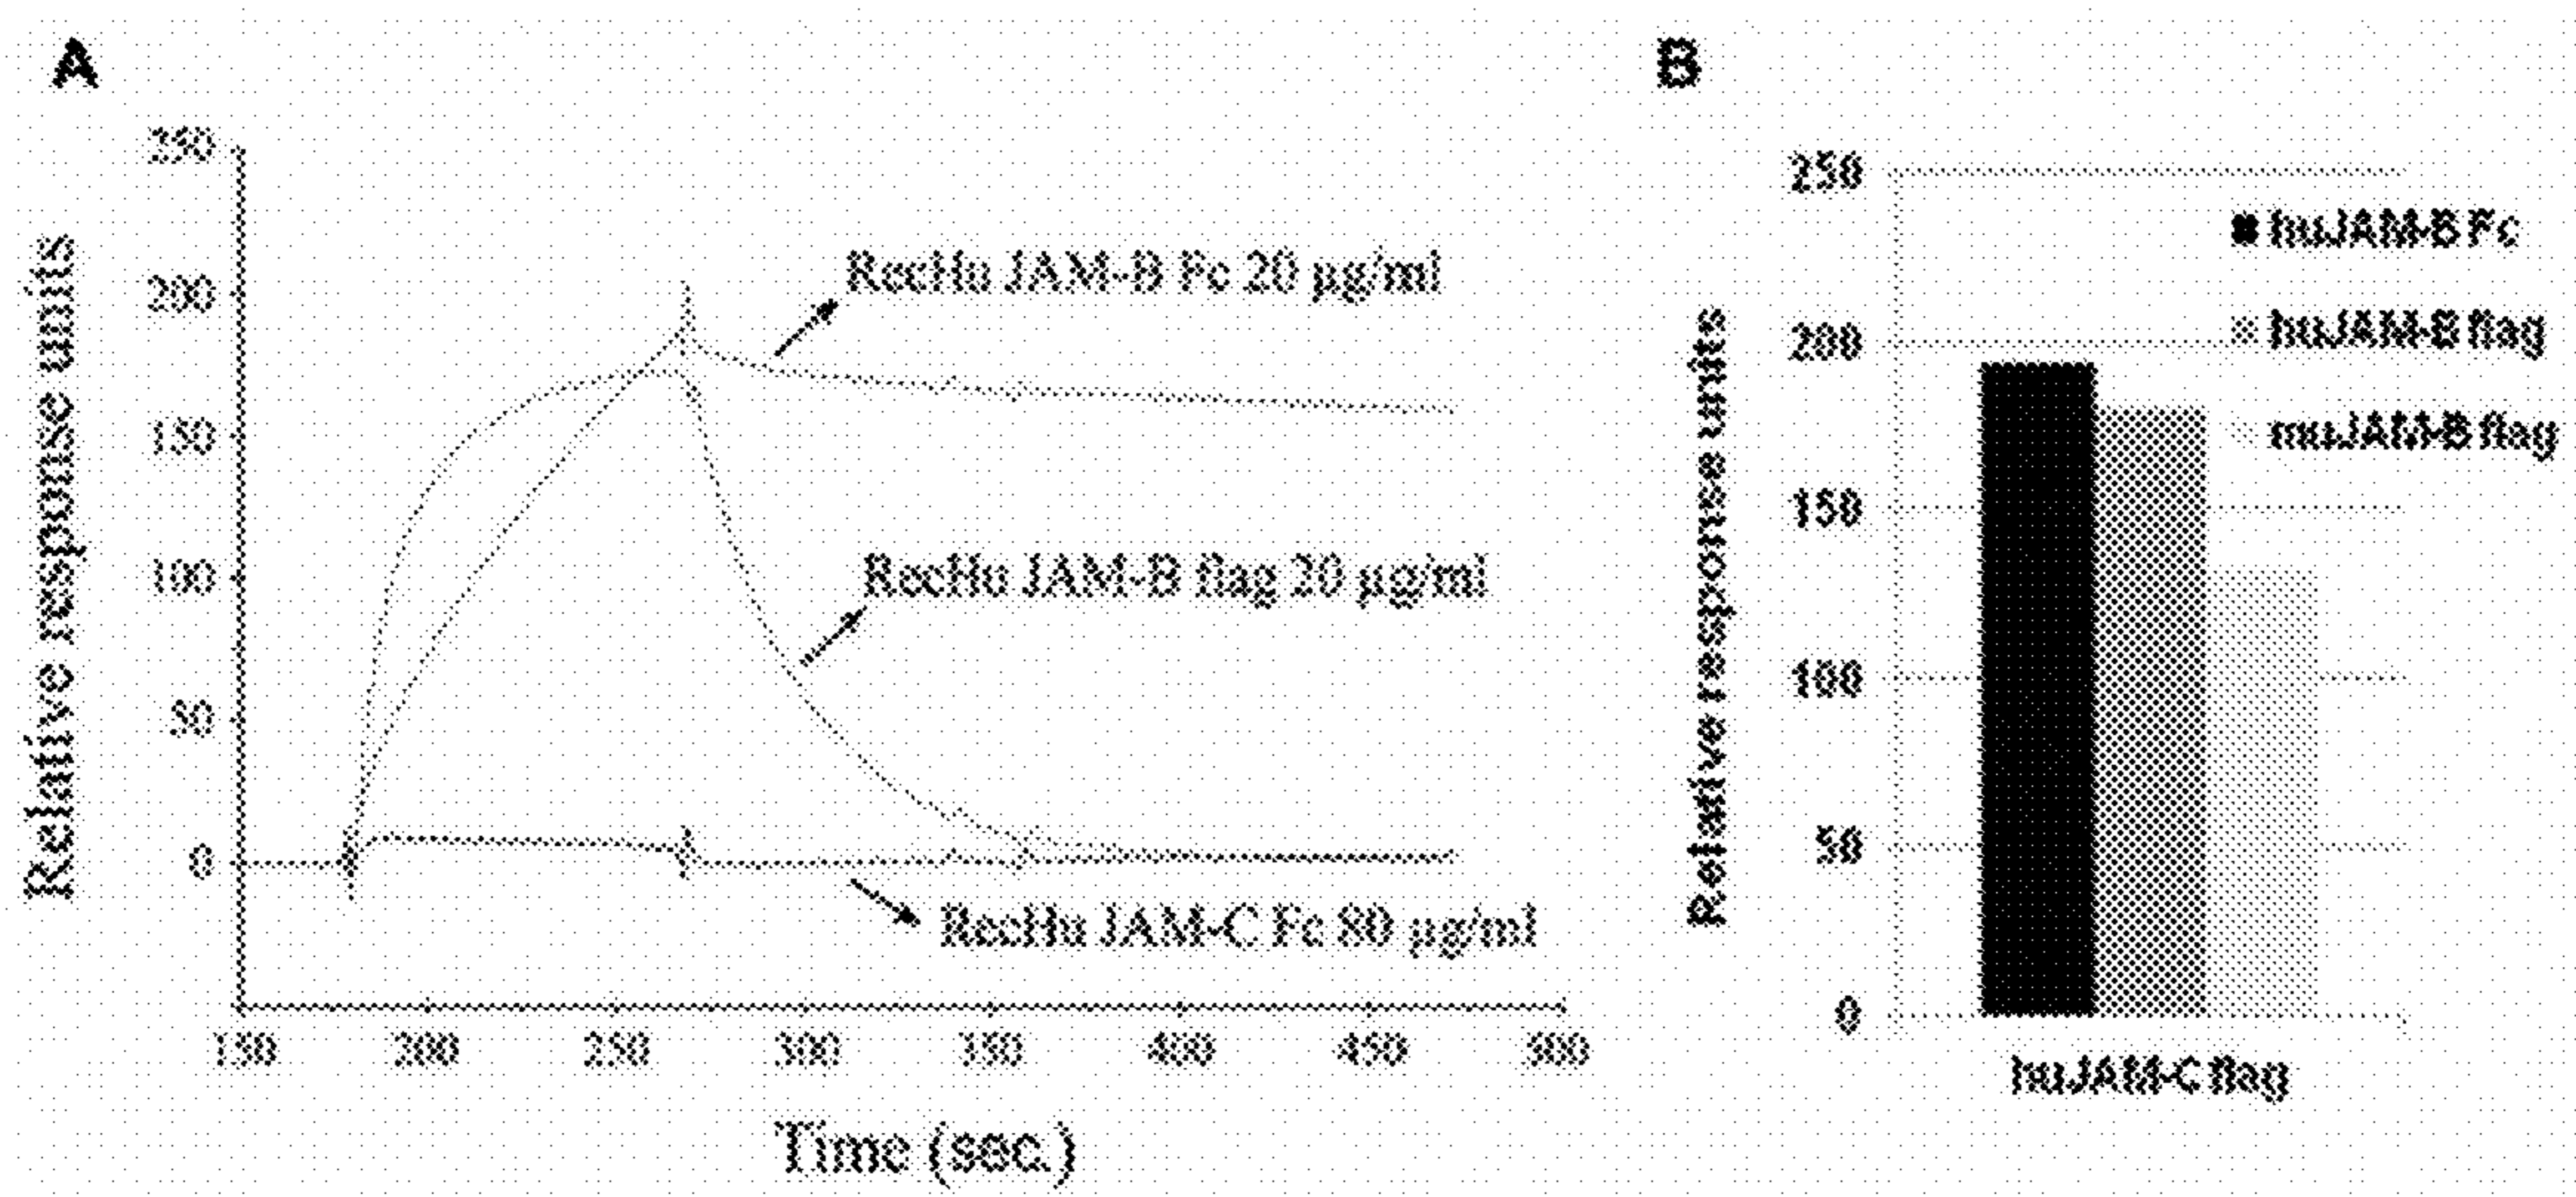 A
250
200
150
100
50
0
Relative response units
RecHu JAM-B Fc 20 µg/ml
RecHu JAM-B flag 20 µg/ml
RecHu JAM-C Fc 80 µg/ml
150 200 250 300 350 400 450 500
Time (sec.)
B
250
200
150
100
50
0
Relative response units
huJAM-B Fc
huJAM-B flag
muJAM-B flag
huJAM-C flag